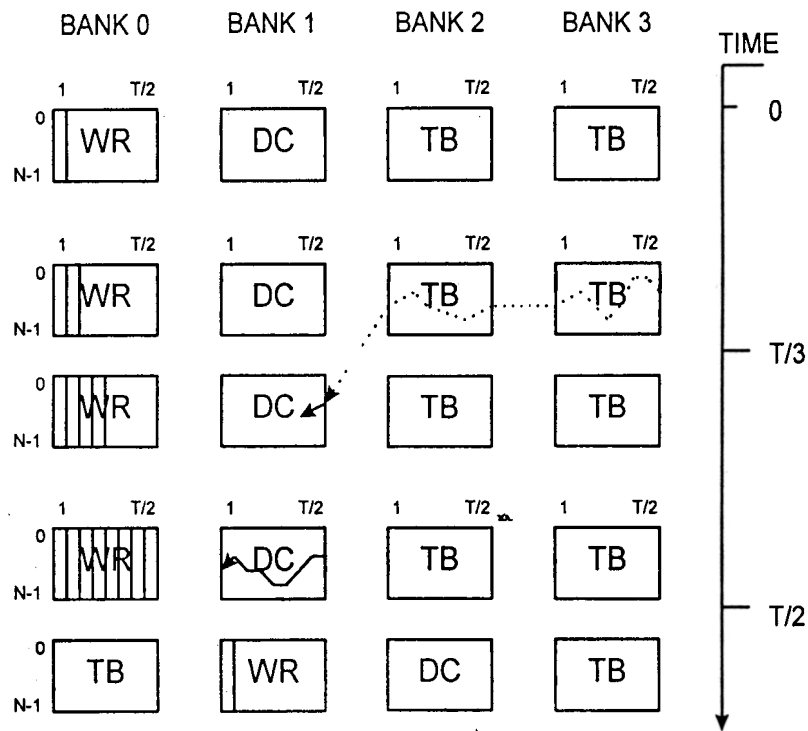 BANK 0 BANK 1 BANK 2 BANK 3
TIME
1 T/2 1 T/2 1 T/2 1 T/2
0 WR DC TB TB 0
N-1
1 T/2 1 T/2 1 T/2 1 T/2
0 WR DC TB TB
N-1
T/3
0 WR DC TB TB
N-1
1 T/2 1 T/2 1 T/2 1 T/2
0 WR DC TB TB
N-1
T/2
0 TB WR DC TB
N-1